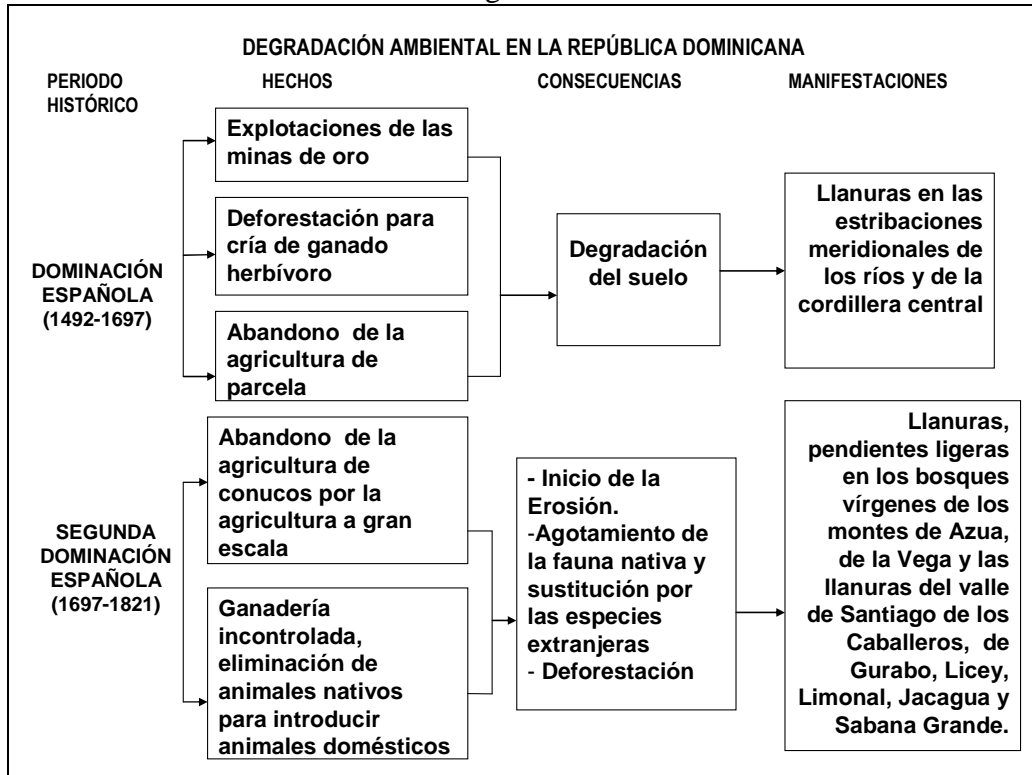 DEGRADACIÓN AMBIENTAL EN LA REPÚBLICA DOMINICANA
PERIODO
HISTÓRICO
HECHOS
CONSECUENCIAS
MANIFESTACIONES
DOMINACIÓN
ESPAÑOLA
(1492-1697)
Explotaciones de las
minas de oro
Deforestación para
cría de ganado
herbívoro
Abandono de la
agricultura de
parcela
Degradación
del suelo
Llanuras en las
estribaciones
meridionales de
los ríos y de la
cordillera central
SEGUNDA
DOMINACIÓN
ESPAÑOLA
(1697-1821)
Abandono de la
agricultura de
conucos por la
agricultura a gran
escala
Ganadería
incontrolada,
eliminación de
animales nativos
para introducir
animales domésticos
- Inicio de la
Erosión.
-Agotamiento de
la fauna nativa y
sustitución por
las especies
extranjeras
- Deforestación
Llanuras,
pendientes ligeras
en los bosques
vírgenes de los
montes de Azua,
de la Vega y las
llanuras del valle
de Santiago de los
Caballeros, de
Gurabo, Licey,
Limonal, Jacagua y
Sabana Grande.